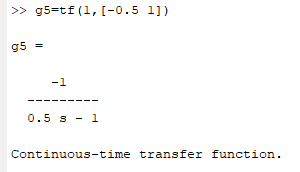 >> g5=tf(1,[-0.5 1])
g5 =
-1
---------
0.5 s - 1
Continuous-time transfer function.